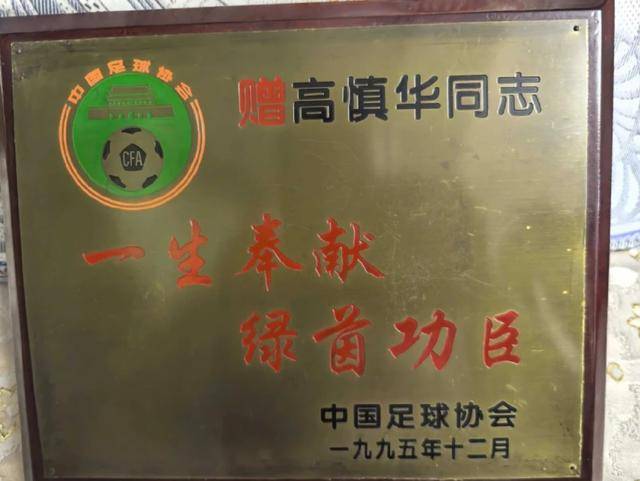 中国足球协会
CFA
赠高慎华同志
一生奉献
绿茵功臣
中国足球协会
一九九五年十二月